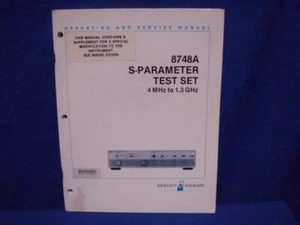 OPERATING AND SERVICE MANUAL
THIS MANUAL CONTAINS A
SUPPLEMENT FOR A SPECIAL
MODIFICATION TO THE
INSTRUMENT.
SEE INSIDE COVER.
8748A
S-PARAMETER
TEST SET
4 MHz to 1.3 GHz
HEWLETT PACKARD